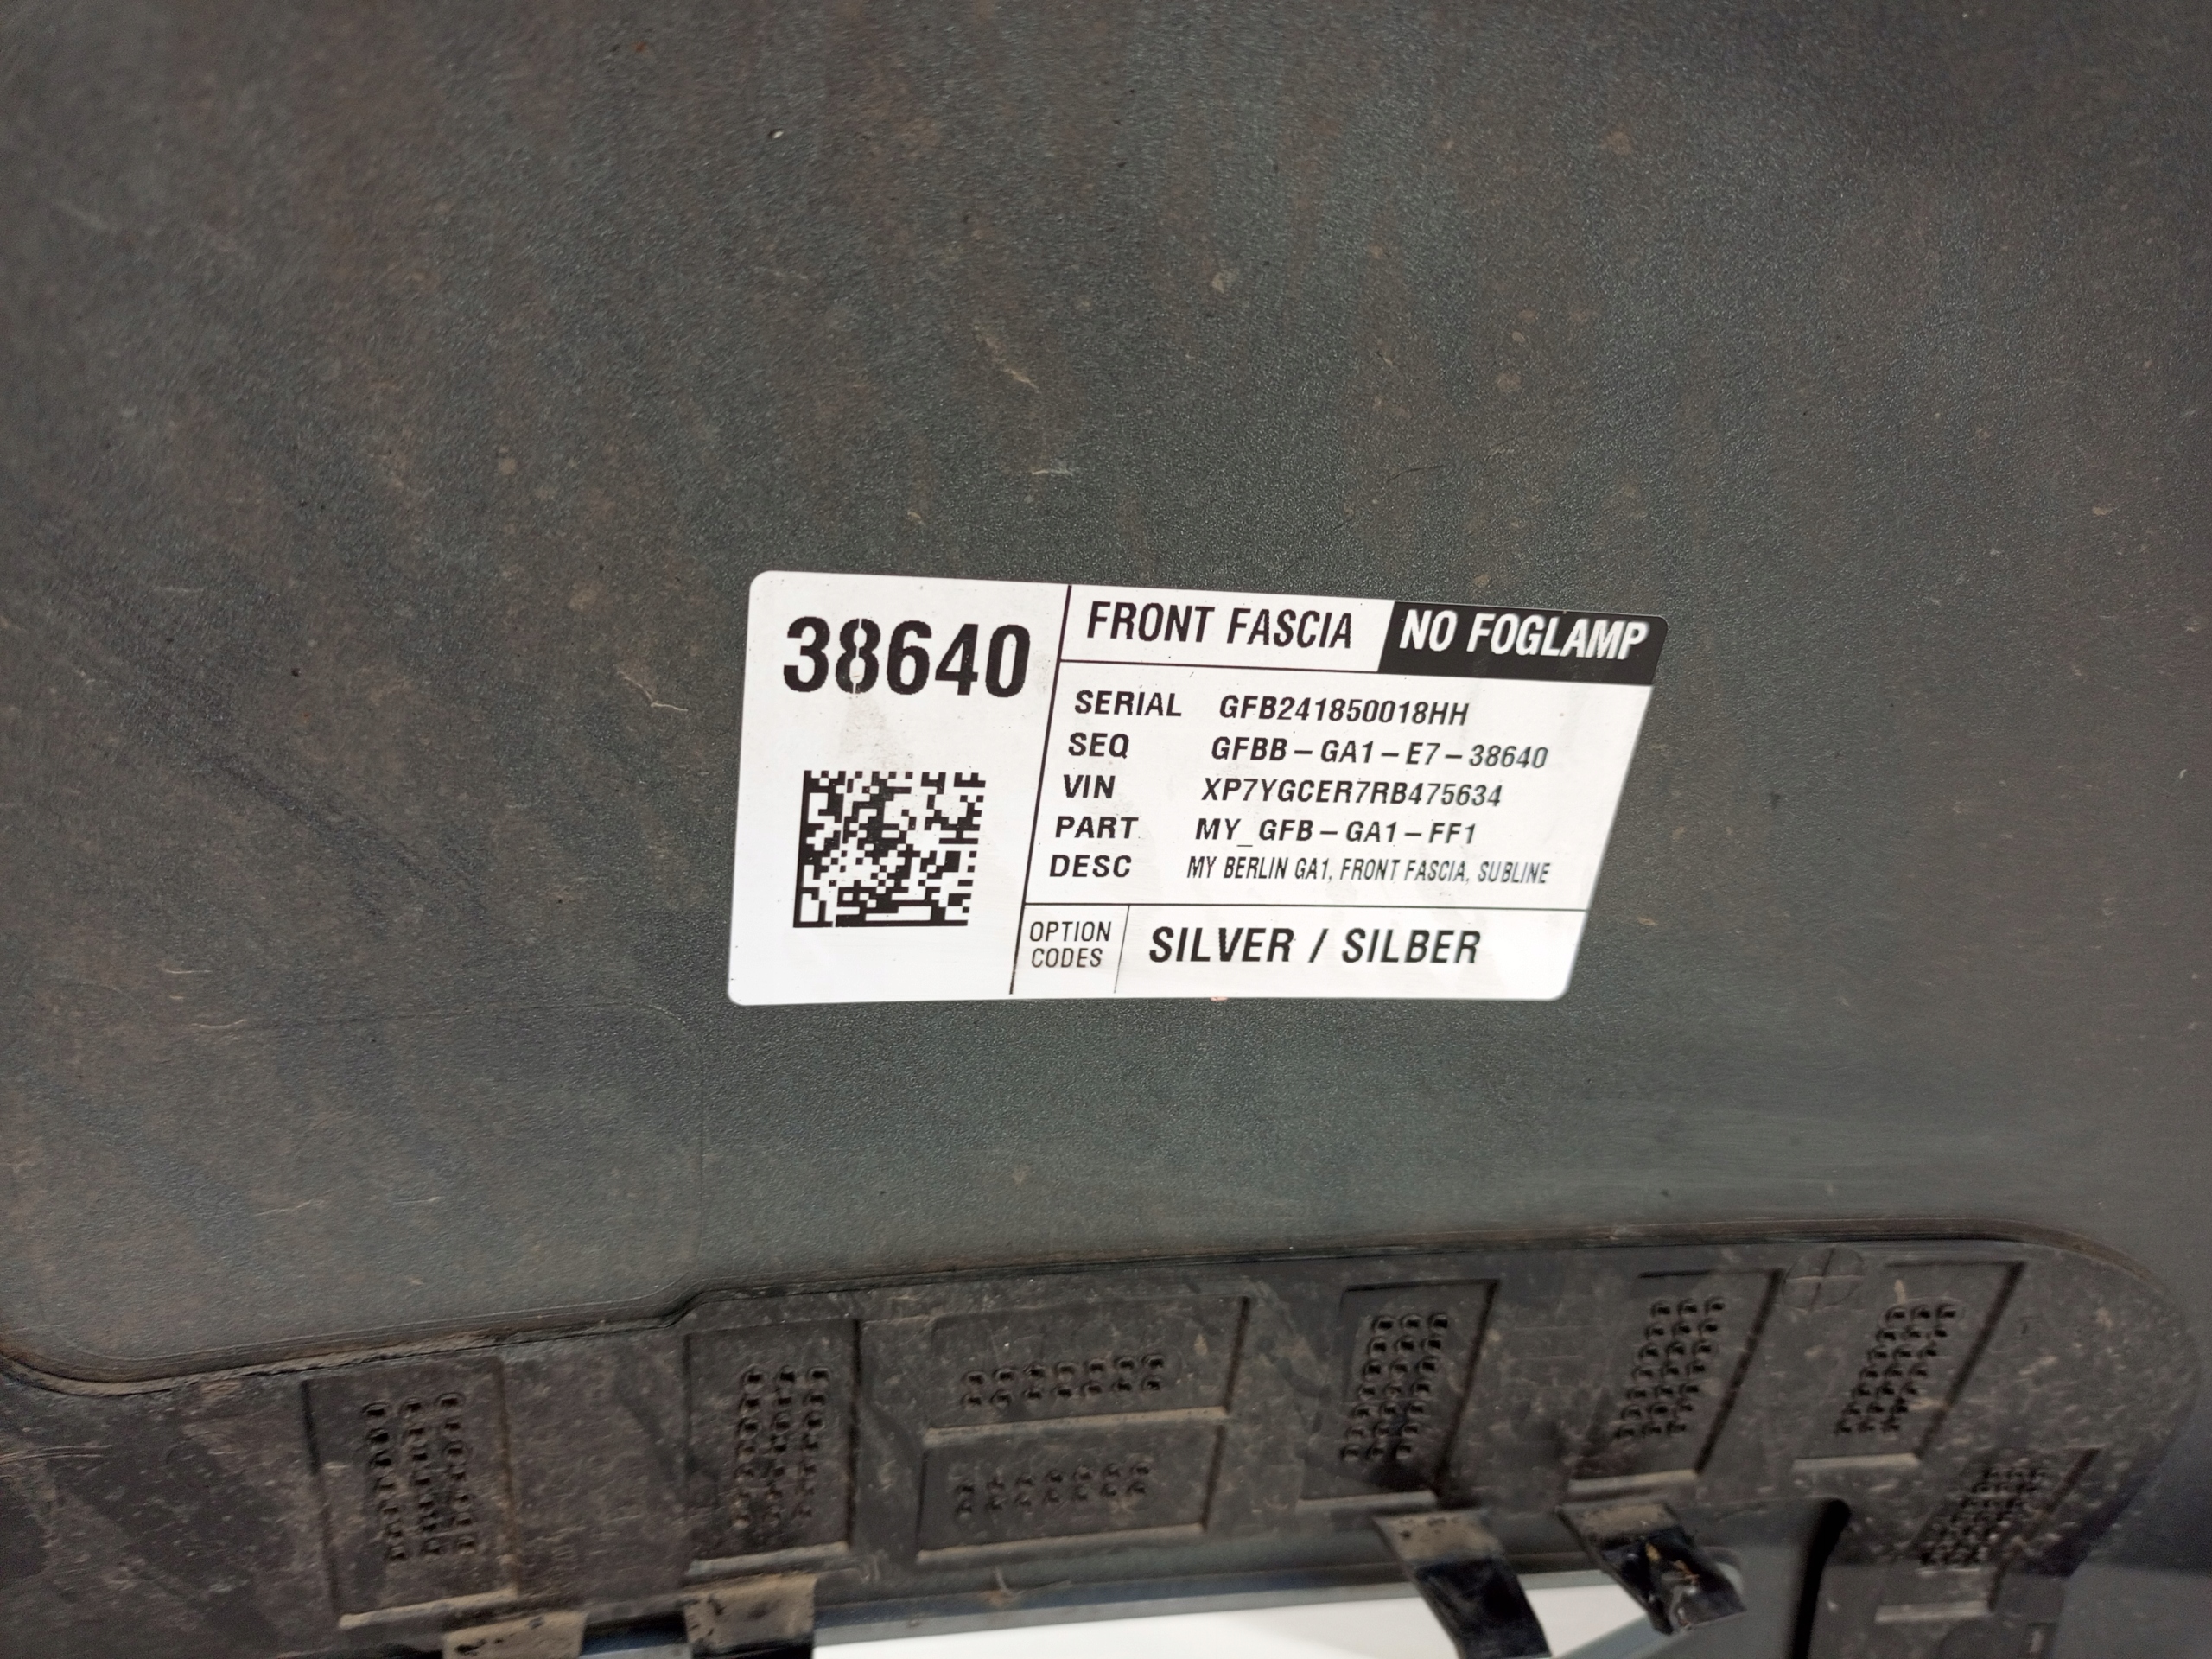 38640
FRONT FASCIA NO FOGLAMP
SERIAL GFB241850018HH
SEQ GFBB-GA1-E7-38640
VIN XP7YGCER7RB475634
PART MY_GFB-GA1-FF1
DESC MY BERLIN GA1, FRONT FASCIA, SUBLINE
OPTION CODES SILVER / SILBER